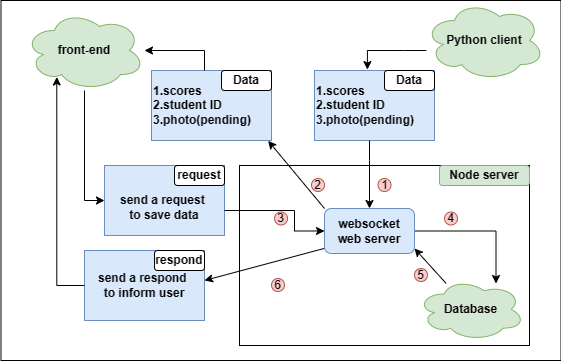 front-end
Python client
Data
1.scores
2.student ID
3.photo(pending)
Data
1.scores
2.student ID
3.photo(pending)
request
send a request
to save data
Node server
2
1
3
websocket
web server
4
respond
send a respond
to inform user
6
5
Database